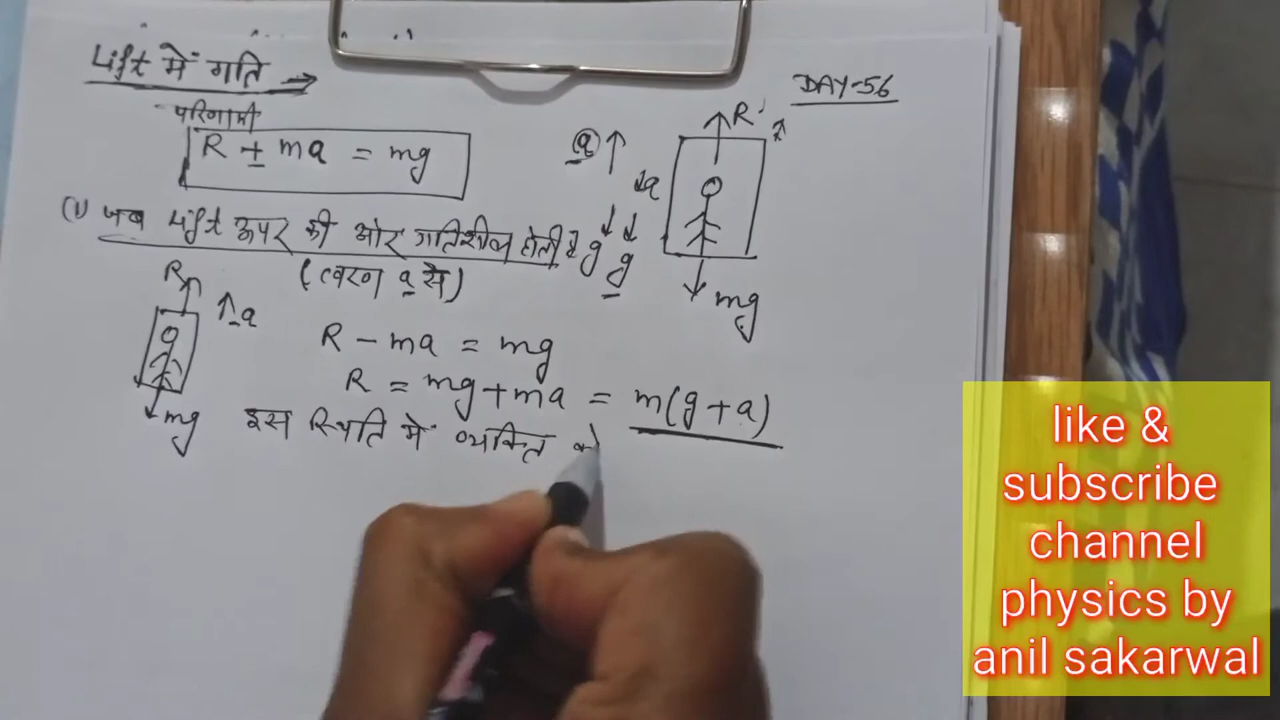 Lift में गति →
DAY-56
परिणामी
R ± ma = mg
R
a ↑
↓a
g g
mg
(1) जब Lift ऊपर की ओर गतिशील होती है
(त्वरण a से)
R
↑a
mg
R - ma = mg
R = mg + ma = m(g + a)
इस स्थिति में व्यक्ति
like &
subscribe
channel
physics by
anil sakarwal